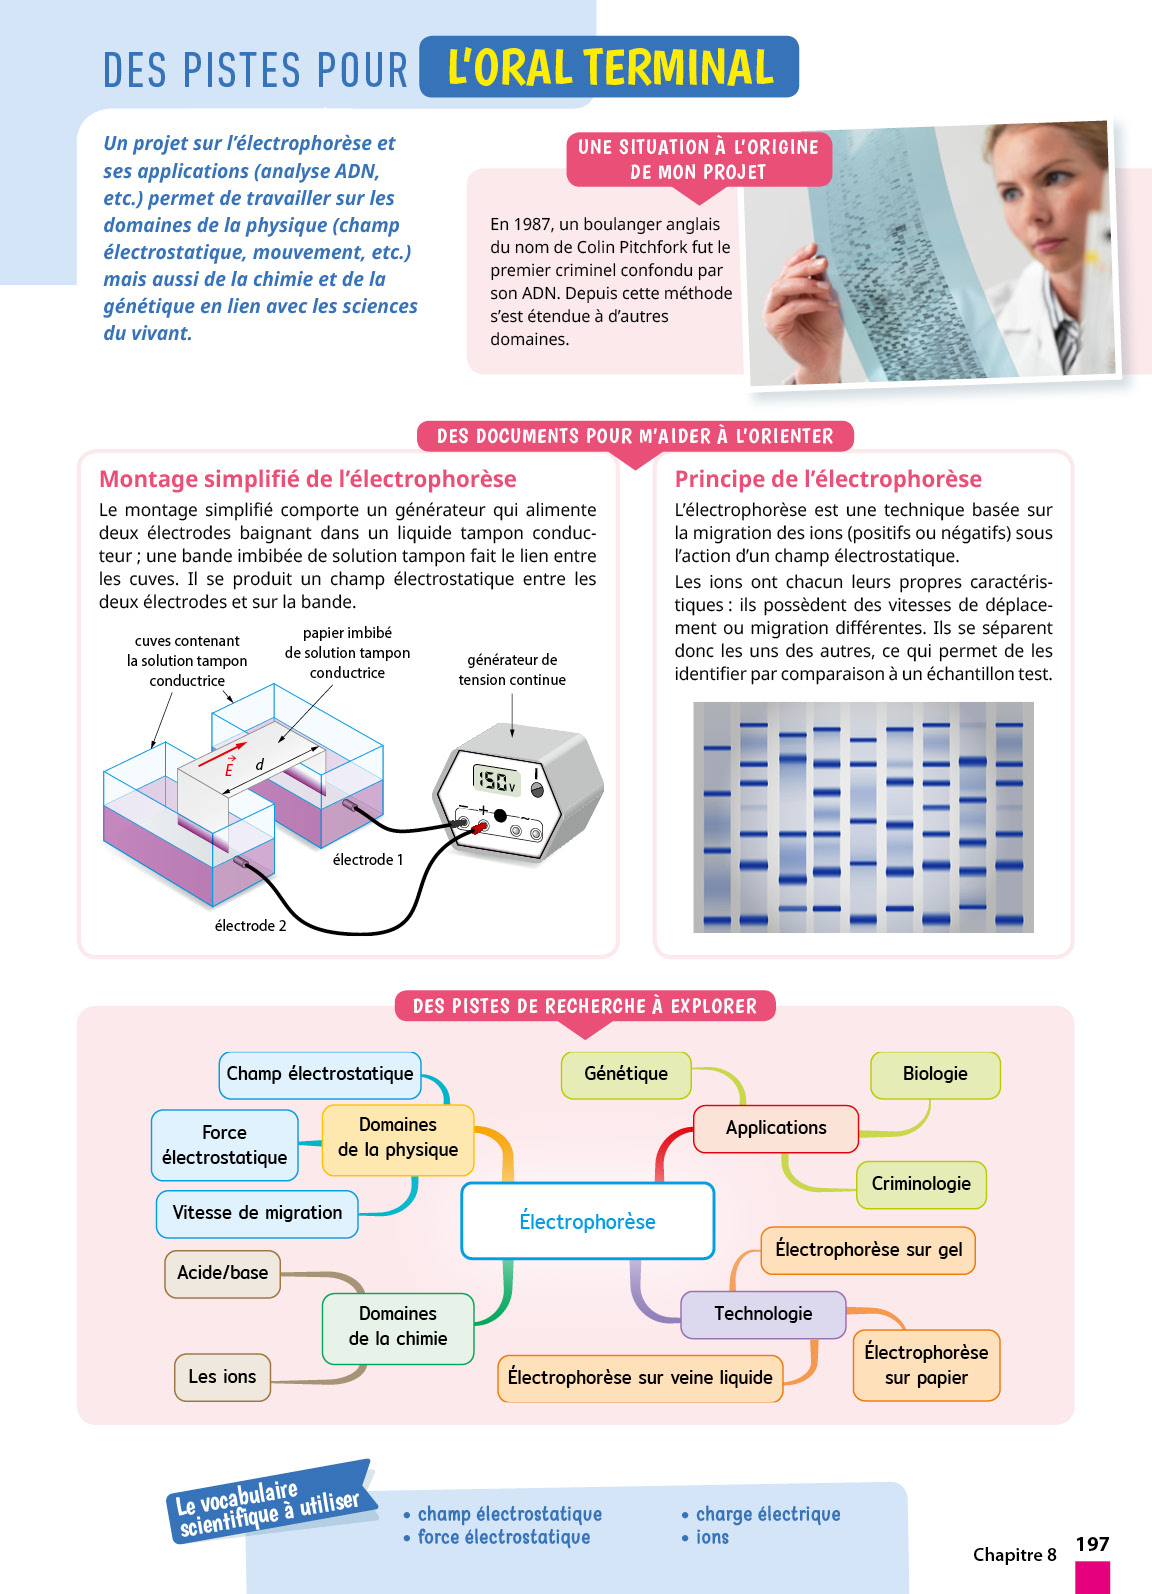 DES PISTES POUR L'ORAL TERMINAL
Un projet sur l'électrophorèse et
ses applications (analyse ADN,
etc.) permet de travailler sur les
domaines de la physique (champ
électrostatique, mouvement, etc.)
mais aussi de la chimie et de la
génétique en lien avec les sciences
du vivant.
UNE SITUATION À L'ORIGINE
DE MON PROJET
En 1987, un boulanger anglais
du nom de Colin Pitchfork fut le
premier criminel confondu par
son ADN. Depuis cette méthode
s'est étendue à d'autres
domaines.
DES DOCUMENTS POUR M'AIDER À L'ORIENTER
Montage simplifié de l'électrophorèse
Le montage simplifié comporte un générateur qui alimente
deux électrodes baignant dans un liquide tampon conduc-
teur ; une bande imbibée de solution tampon fait le lien entre
les cuves. Il se produit un champ électrostatique entre les
deux électrodes et sur la bande.
cuves contenant
la solution tampon
conductrice
papier imbibé
de solution tampon
conductrice
générateur de
tension continue
E
d
150 V
− + ~
électrode 1
électrode 2
Principe de l'électrophorèse
L'électrophorèse est une technique basée sur
la migration des ions (positifs ou négatifs) sous
l'action d'un champ électrostatique.
Les ions ont chacun leurs propres caractéris-
tiques : ils possèdent des vitesses de déplace-
ment ou migration différentes. Ils se séparent
donc les uns des autres, ce qui permet de les
identifier par comparaison à un échantillon test.
DES PISTES DE RECHERCHE À EXPLORER
Champ électrostatique
Force
électrostatique
Vitesse de migration
Domaines
de la physique
Génétique
Biologie
Applications
Criminologie
Électrophorèse
Acide/base
Les ions
Domaines
de la chimie
Électrophorèse sur gel
Technologie
Électrophorèse sur veine liquide
Électrophorèse
sur papier
Le vocabulaire
scientifique à utiliser
• champ électrostatique
• force électrostatique
• charge électrique
• ions
Chapitre 8
197